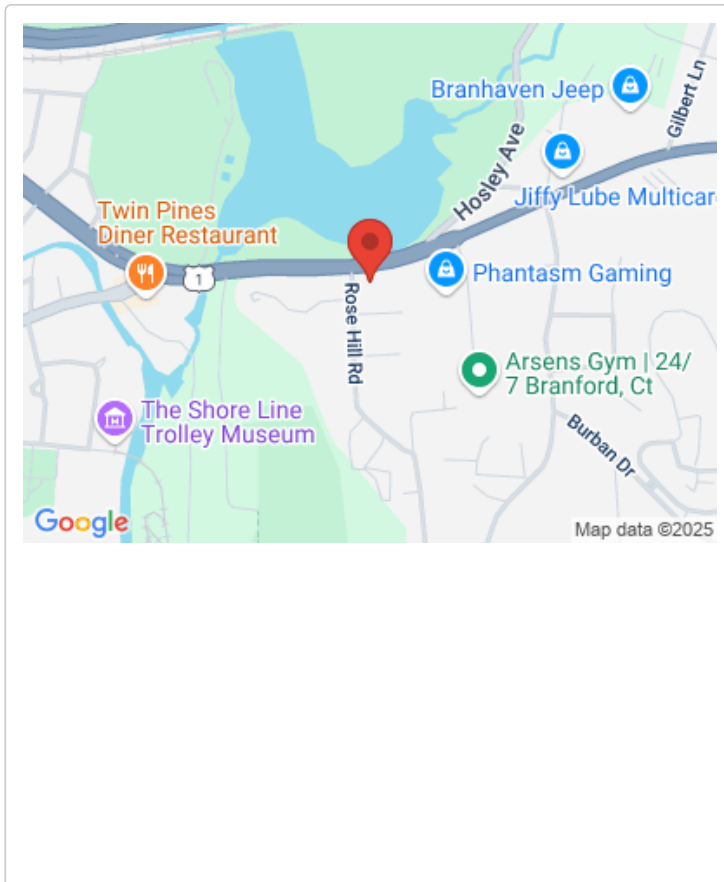 Branhaven Jeep
Gilbert Ln
Hosley Ave
Jiffy Lube Multicar
Twin Pines
Diner Restaurant
1
Phantasm Gaming
Rose Hill Rd
Arsens Gym | 24/
7 Branford, Ct
The Shore Line
Trolley Museum
Burban Dr
Google
Map data ©2025